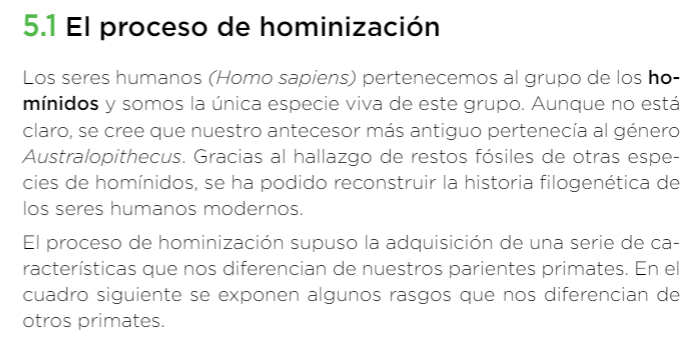 5.1 El proceso de hominización
Los seres humanos (Homo sapiens) pertenecemos al grupo de los ho-
mínidos y somos la única especie viva de este grupo. Aunque no está
claro, se cree que nuestro antecesor más antiguo pertenecía al género
Australopithecus. Gracias al hallazgo de restos fósiles de otras espe-
cies de homínidos, se ha podido reconstruir la historia filogenética de
los seres humanos modernos.
El proceso de hominización supuso la adquisición de una serie de ca-
racterísticas que nos diferencian de nuestros parientes primates. En el
cuadro siguiente se exponen algunos rasgos que nos diferencian de
otros primates.